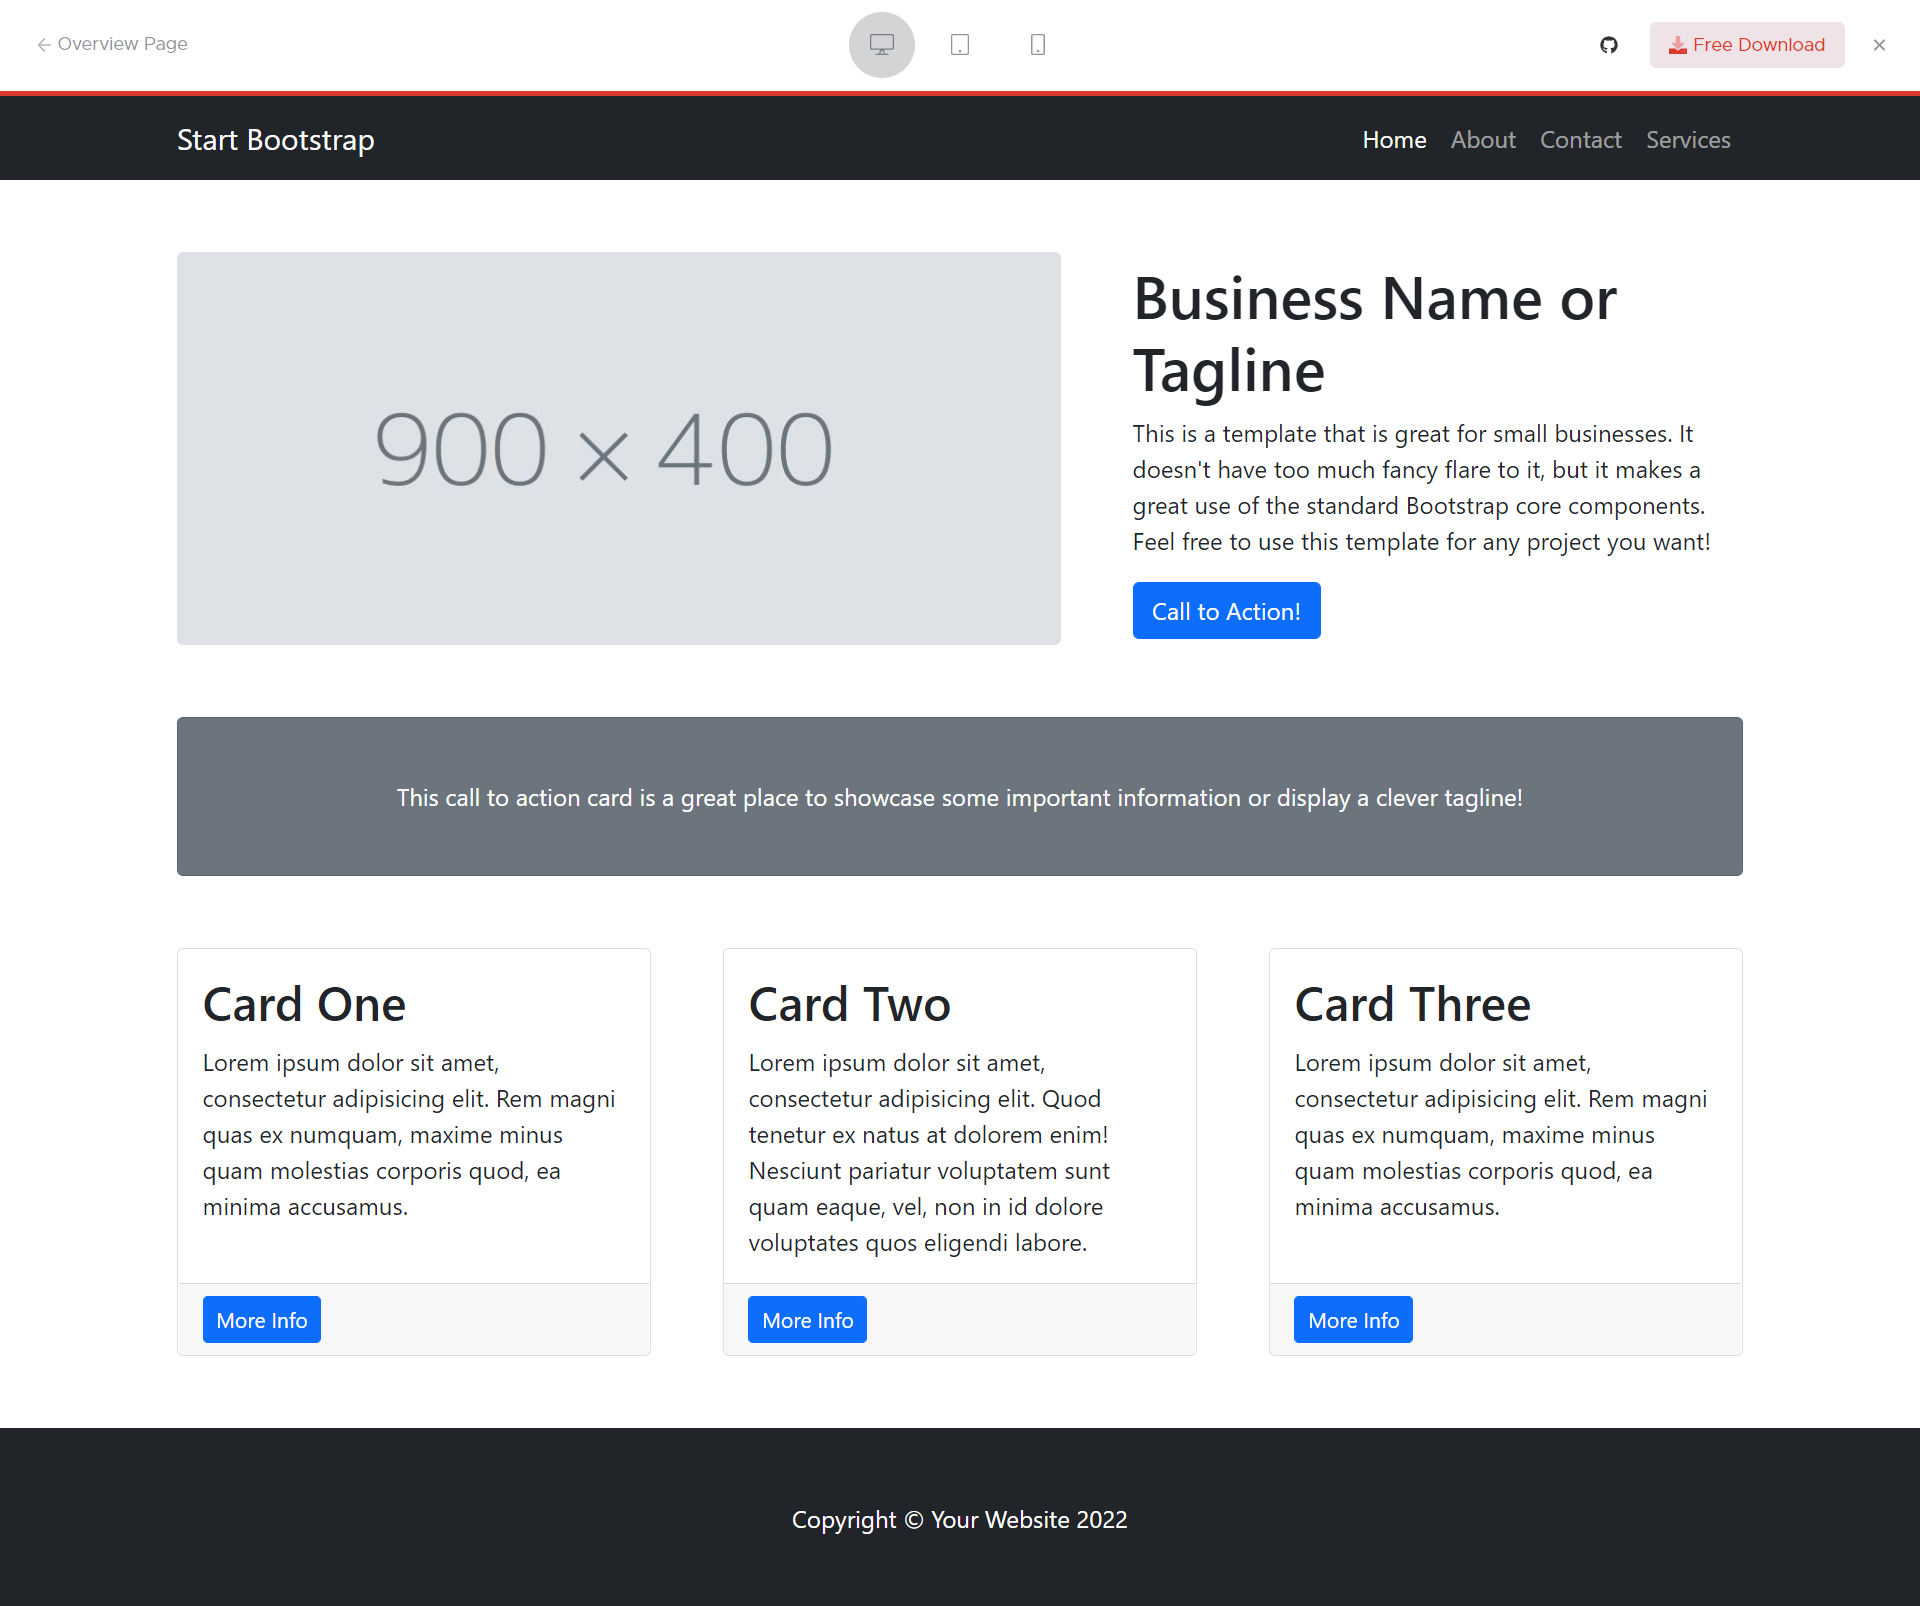 Overview Page
Free Download
Start Bootstrap
Home About Contact Services
900 × 400
Business Name or
Tagline
This is a template that is great for small businesses. It
doesn't have too much fancy flare to it, but it makes a
great use of the standard Bootstrap core components.
Feel free to use this template for any project you want!
Call to Action!
This call to action card is a great place to showcase some important information or display a clever tagline!
Card One
Lorem ipsum dolor sit amet,
consectetur adipisicing elit. Rem magni
quas ex numquam, maxime minus
quam molestias corporis quod, ea
minima accusamus.
More Info
Card Two
Lorem ipsum dolor sit amet,
consectetur adipisicing elit. Quod
tenetur ex natus at dolorem enim!
Nesciunt pariatur voluptatem sunt
quam eaque, vel, non in id dolore
voluptates quos eligendi labore.
More Info
Card Three
Lorem ipsum dolor sit amet,
consectetur adipisicing elit. Rem magni
quas ex numquam, maxime minus
quam molestias corporis quod, ea
minima accusamus.
More Info
Copyright © Your Website 2022